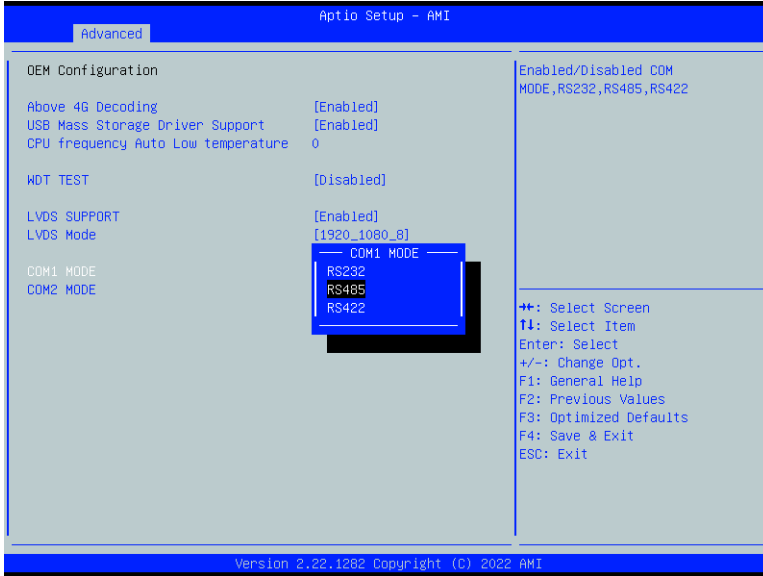 Aptio Setup – AMI
Advanced
OEM Configuration
Above 4G Decoding [Enabled]
USB Mass Storage Driver Support [Enabled]
CPU frequency Auto Low temperature 0
WDT TEST [Disabled]
LVDS SUPPORT [Enabled]
LVDS Mode [1920_1080_8]
COM1 MODE
COM2 MODE
COM1 MODE
RS232
RS485
RS422
Enabled/Disabled COM
MODE,RS232,RS485,RS422
→←: Select Screen
↑↓: Select Item
Enter: Select
+/-: Change Opt.
F1: General Help
F2: Previous Values
F3: Optimized Defaults
F4: Save & Exit
ESC: Exit
Version 2.22.1282 Copyright (C) 2022 AMI